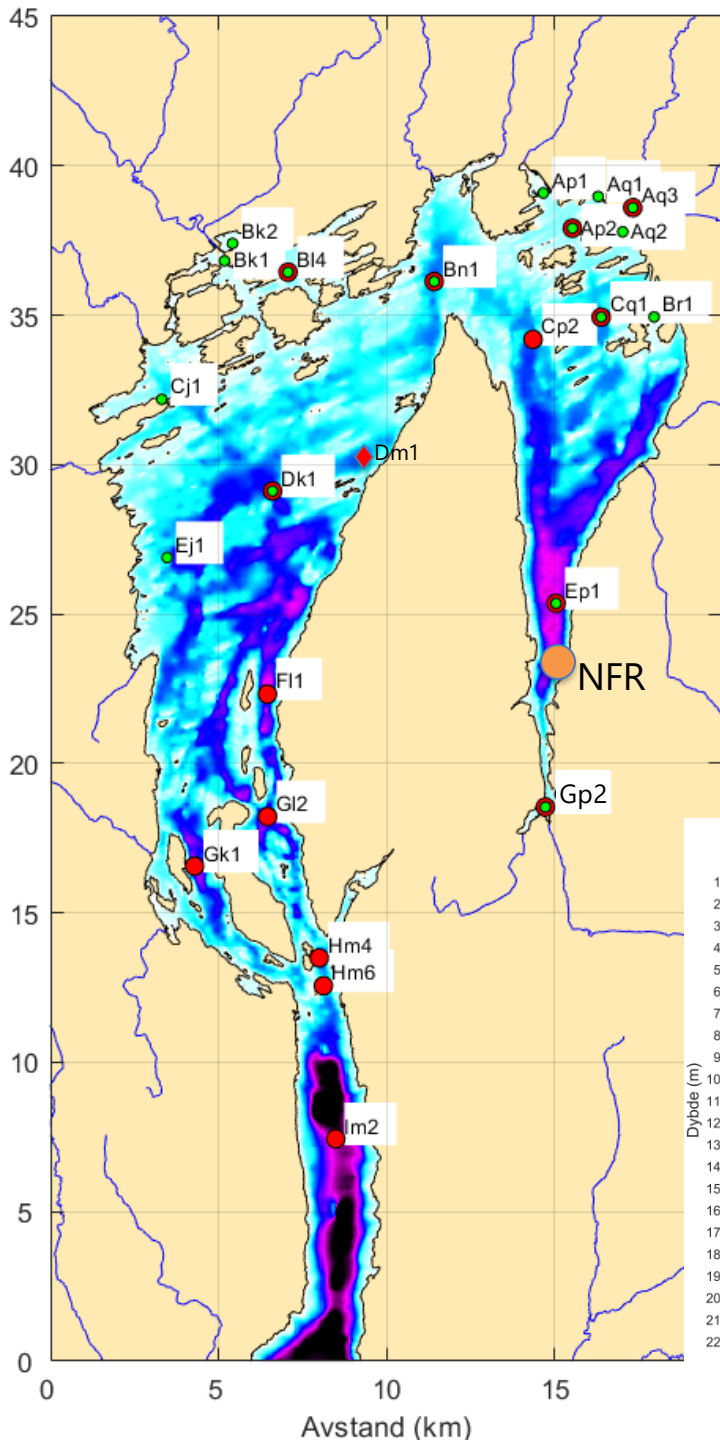 45
40
35
30
25
20
15
10
5
0
Ap1
Aq1
Aq3
Ap2
Aq2
Bk2
Bk1
Bl4
Bn1
Cq1
Br1
Cp2
Cj1
Dm1
Dk1
Ej1
Ep1
NFR
Fl1
Gl2
Gp2
Gk1
Hm4
Hm6
Im2
1
2
3
4
5
6
7
8
9
10
11
12
13
14
15
16
17
18
19
20
21
22
Dybde (m)
0 5 10 15
Avstand (km)